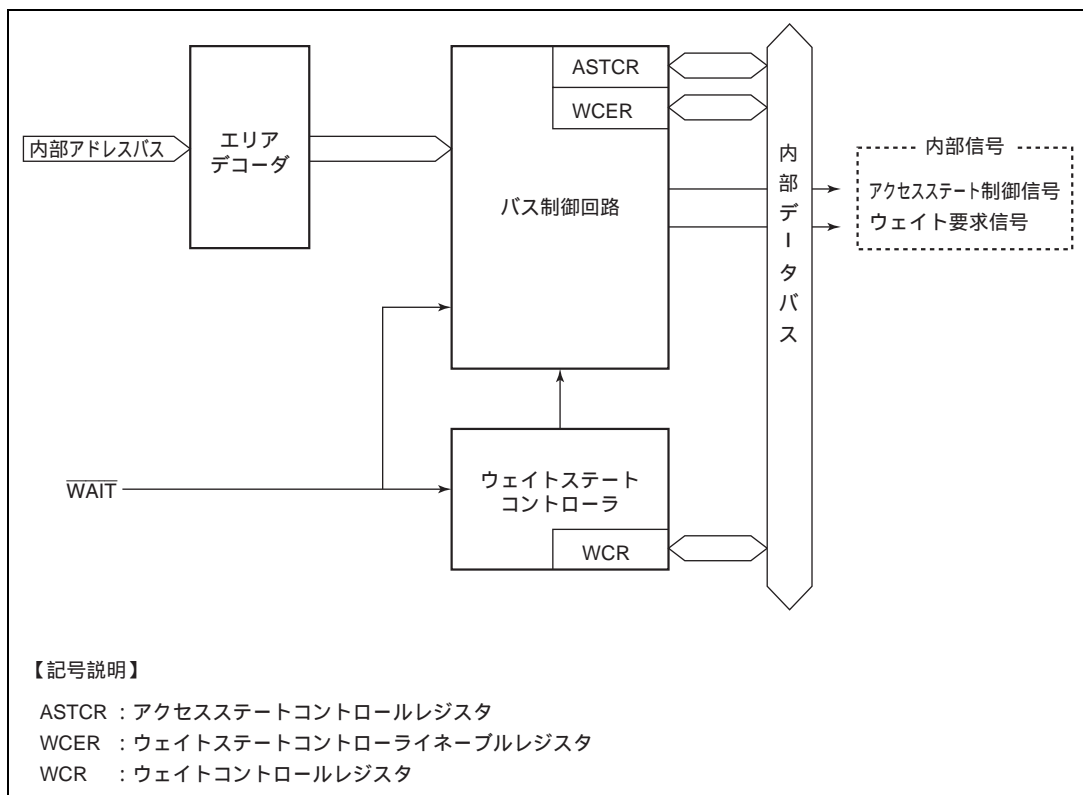 ASTCR
WCER
内部アドレスバス
エリア
デコーダ
バス制御回路
内部データバス
内部信号
アクセスステート制御信号
ウェイト要求信号
WAIT
ウェイトステート
コントローラ
WCR
【記号説明】
ASTCR : アクセスステートコントロールレジスタ
WCER : ウェイトステートコントローライネーブルレジスタ
WCR : ウェイトコントロールレジスタ